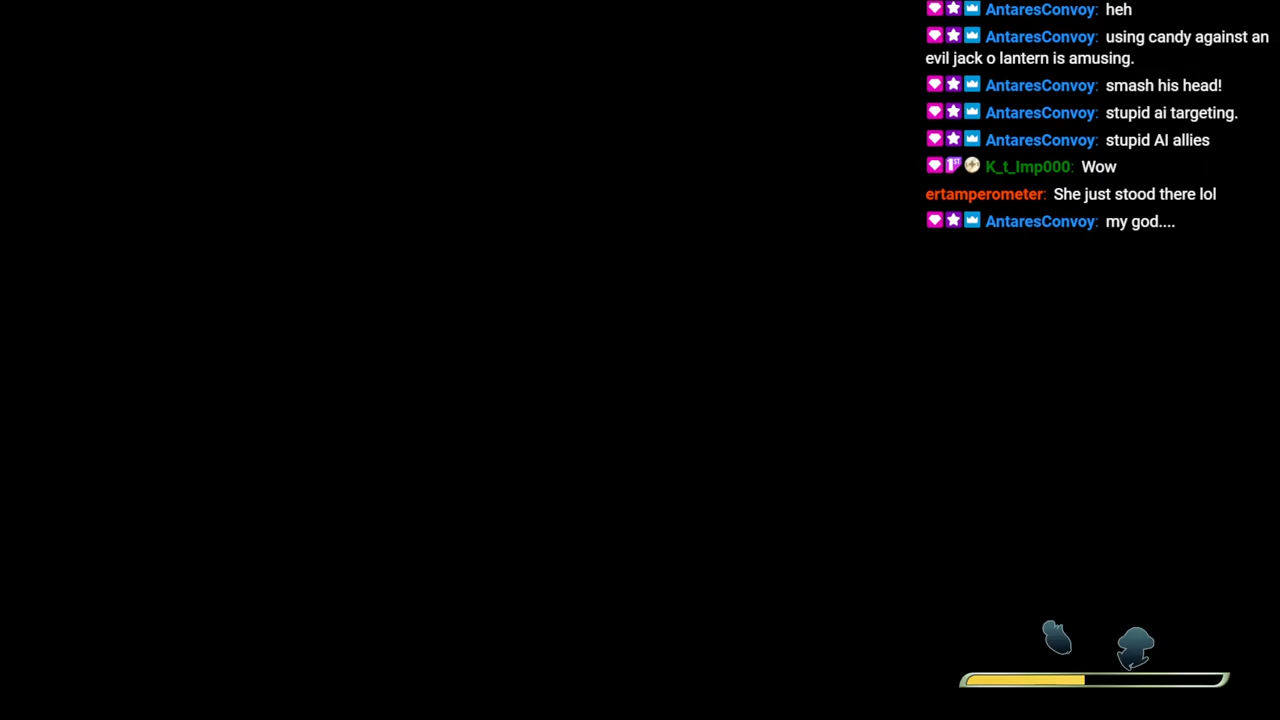 AntaresConvoy: heh
AntaresConvoy: using candy against an
evil jack o lantern is amusing.
AntaresConvoy: smash his head!
AntaresConvoy: stupid ai targeting.
AntaresConvoy: stupid AI allies
1ST K_t_Imp000: Wow
ertamperometer: She just stood there lol
AntaresConvoy: my god....